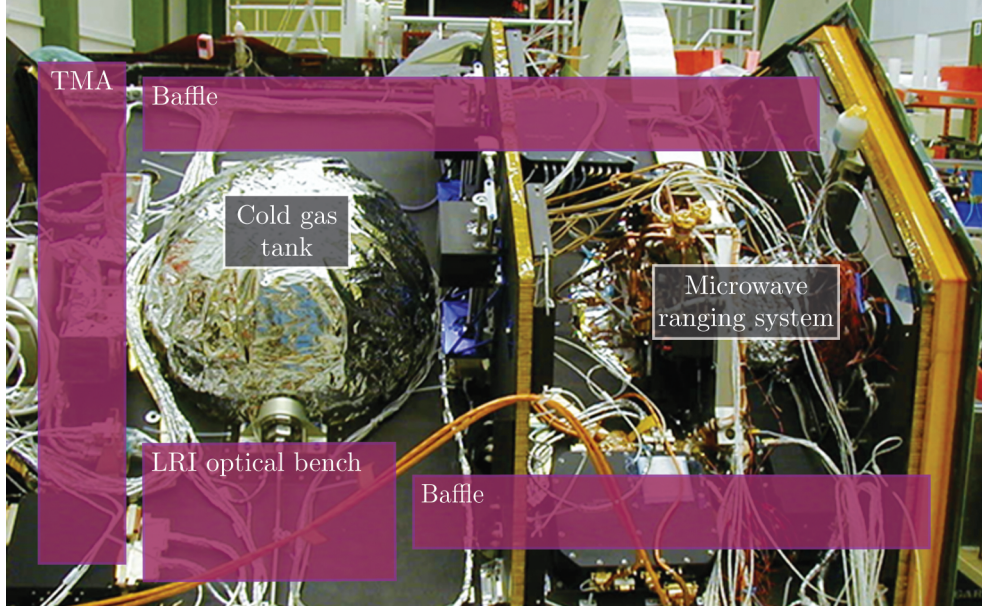 TMA
Baffle
Cold gas
tank
Microwave
ranging system
LRI optical bench
Baffle